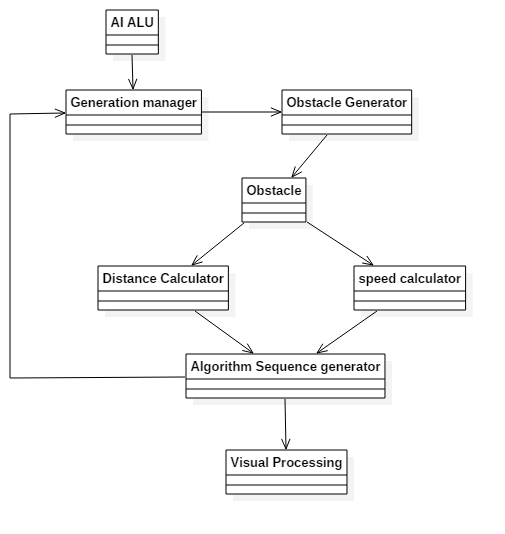 AI ALU
Generation manager
Obstacle Generator
Obstacle
Distance Calculator
speed calculator
Algorithm Sequence generator
Visual Processing